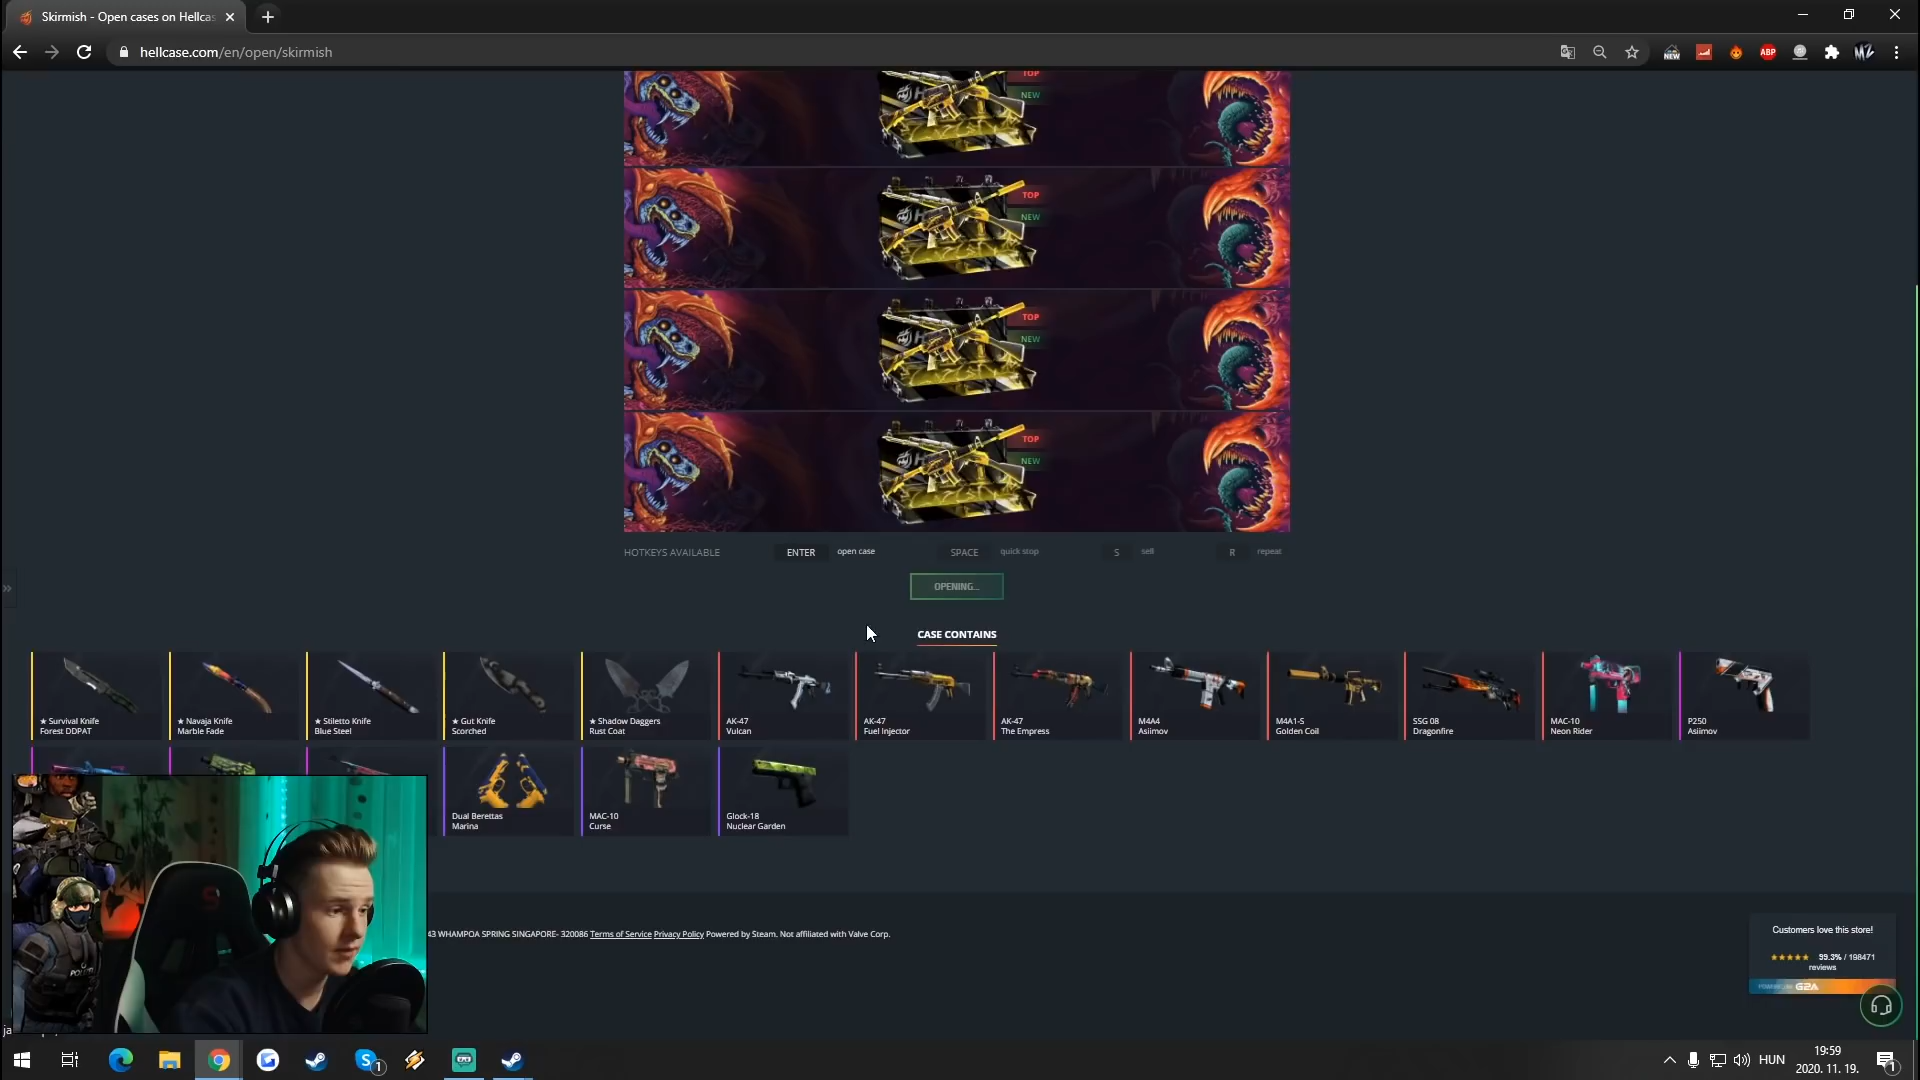 Skirmish - Open cases on Hellcas
hellcase.com/en/open/skirmish
NEW
ABP
TOP
NEW
TOP
NEW
TOP
NEW
TOP
NEW
HOTKEYS AVAILABLE ENTER open case SPACE quick stop S sell R repeat
OPENING...
CASE CONTAINS
★ Survival Knife
Forest DDPAT
★ Navaja Knife
Marble Fade
★ Stiletto Knife
Blue Steel
★ Gut Knife
Scorched
★ Shadow Daggers
Rust Coat
AK-47
Vulcan
AK-47
Fuel Injector
AK-47
The Empress
M4A4
Asiimov
M4A1-S
Golden Coil
SSG 08
Dragonfire
MAC-10
Neon Rider
P250
Asiimov
Dual Berettas
Marina
MAC-10
Curse
Glock-18
Nuclear Garden
43 WHAMPOA SPRING SINGAPORE- 320086 Terms of Service Privacy Policy Powered by Steam. Not affiliated with Valve Corp.
Customers love this store!
★★★★★ 99.3% / 198471
reviews
G2A
HUN
19:59
2020. 11. 19.